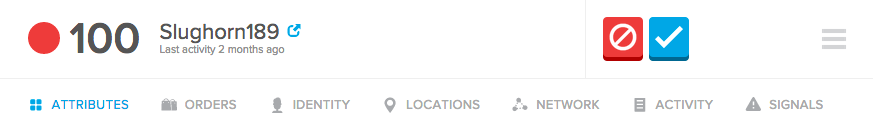 100
Slughorn189
Last activity 2 months ago
ATTRIBUTES ORDERS IDENTITY LOCATIONS NETWORK ACTIVITY SIGNALS